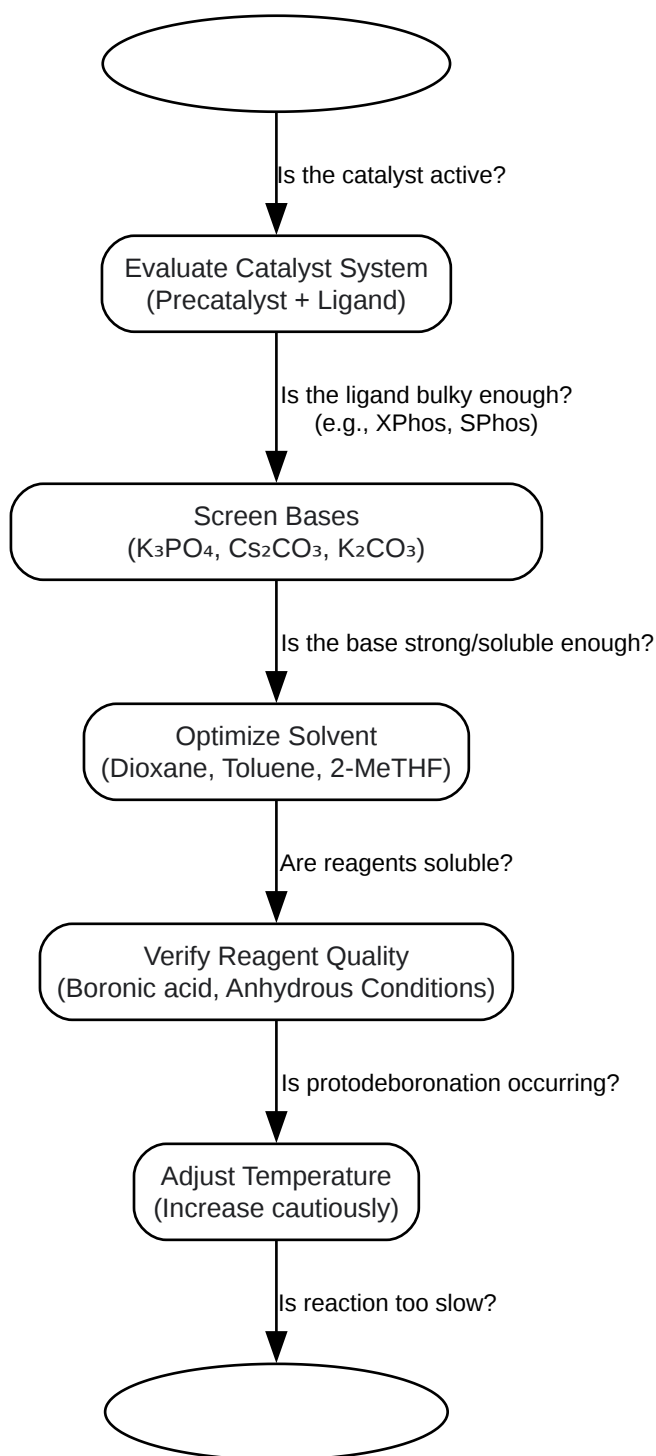 Is the catalyst active?
Evaluate Catalyst System
(Precatalyst + Ligand)
Is the ligand bulky enough?
(e.g., XPhos, SPhos)
Screen Bases
(K₃PO₄, Cs₂CO₃, K₂CO₃)
Is the base strong/soluble enough?
Optimize Solvent
(Dioxane, Toluene, 2-MeTHF)
Are reagents soluble?
Verify Reagent Quality
(Boronic acid, Anhydrous Conditions)
Is protodeboronation occurring?
Adjust Temperature
(Increase cautiously)
Is reaction too slow?